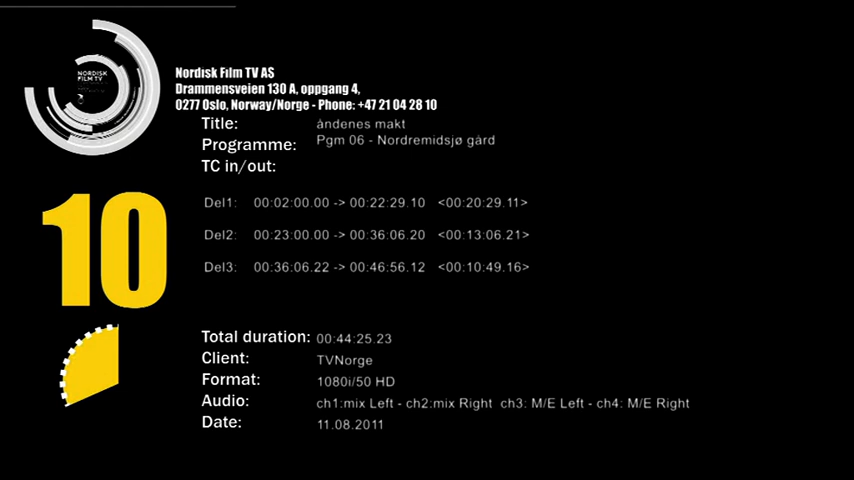 NORDISK
FILM TV
Nordisk Film TV AS
Drammensveien 130 A, oppgang 4,
0277 Oslo, Norway/Norge - Phone: +47 21 04 28 10
Title: åndenes makt
Programme: Pgm 06 - Nordremidsjø gård
TC in/out:
Del1: 00:02:00.00 -> 00:22:29.10 <00:20:29.11>
Del2: 00:23:00.00 -> 00:36:06.20 <00:13:06.21>
Del3: 00:36:06.22 -> 00:46:56.12 <00:10:49.16>
10
Total duration: 00:44:25.23
Client: TVNorge
Format: 1080i/50 HD
Audio: ch1:mix Left - ch2:mix Right ch3: M/E Left - ch4: M/E Right
Date: 11.08.2011